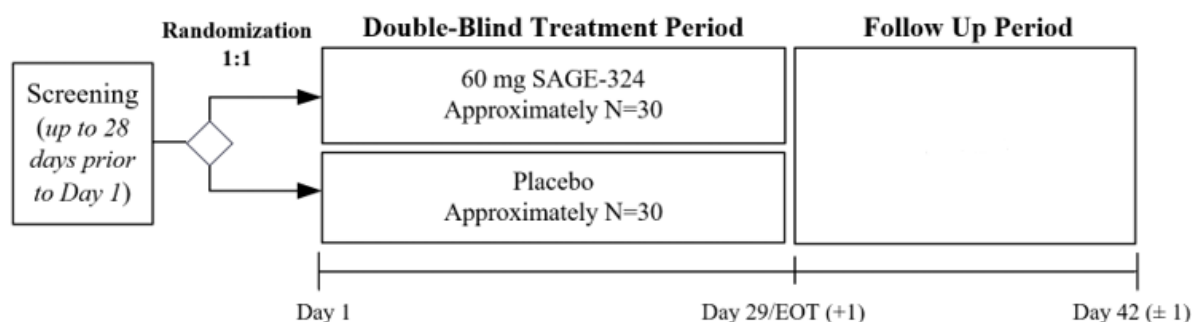 Randomization
1:1
Double-Blind Treatment Period
Follow Up Period
Screening
(up to 28
days prior
to Day 1)
60 mg SAGE-324
Approximately N=30
Placebo
Approximately N=30
Day 1
Day 29/EOT (+1)
Day 42 (± 1)